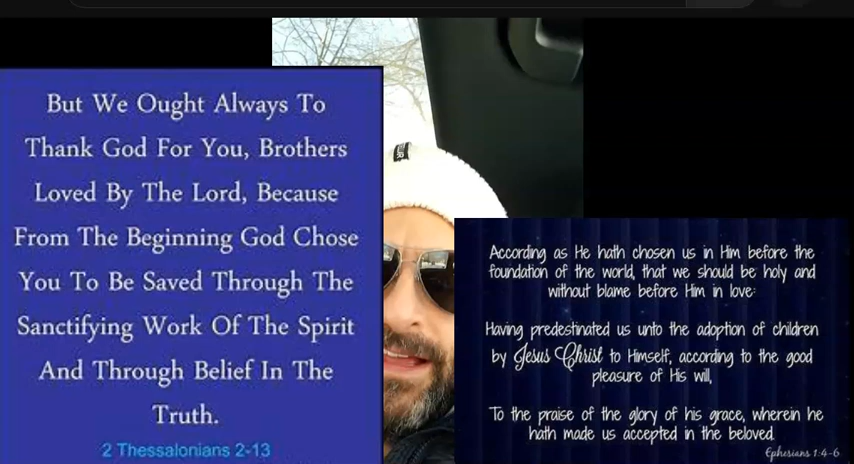 But We Ought Always To
Thank God For You, Brothers
Loved By The Lord, Because
From The Beginning God Chose
You To Be Saved Through The
Sanctifying Work Of The Spirit
And Through Belief In The
Truth.
2 Thessalonians 2-13
According as He hath chosen us in Him before the
foundation of the world, that we should be holy and
without blame before Him in love:
Having predestinated us unto the adoption of children
by Jesus Christ to Himself, according to the good
pleasure of His will,
To the praise of the glory of his grace, wherein he
hath made us accepted in the beloved.
Ephesians 1:4-6